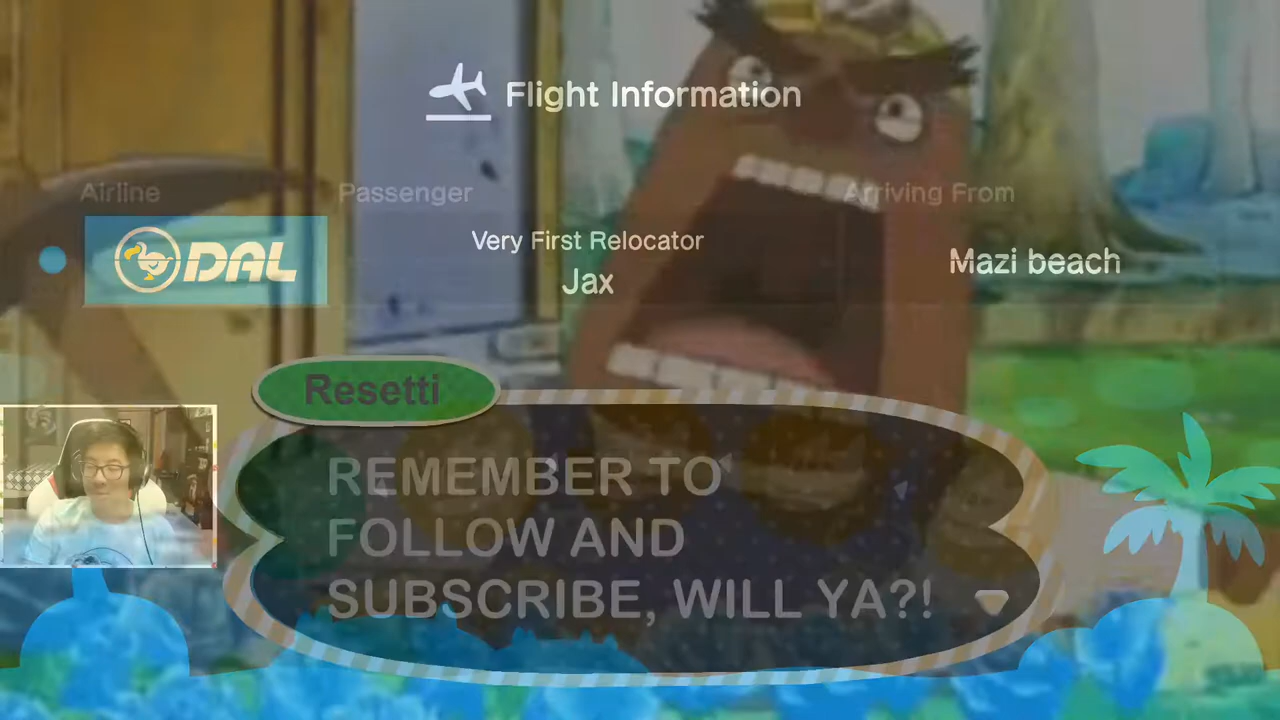 Flight Information
Airline
Passenger
Arriving From
DAL
Very First Relocator
Jax
Mazi beach
Resetti
REMEMBER TO
FOLLOW AND
SUBSCRIBE, WILL YA?!